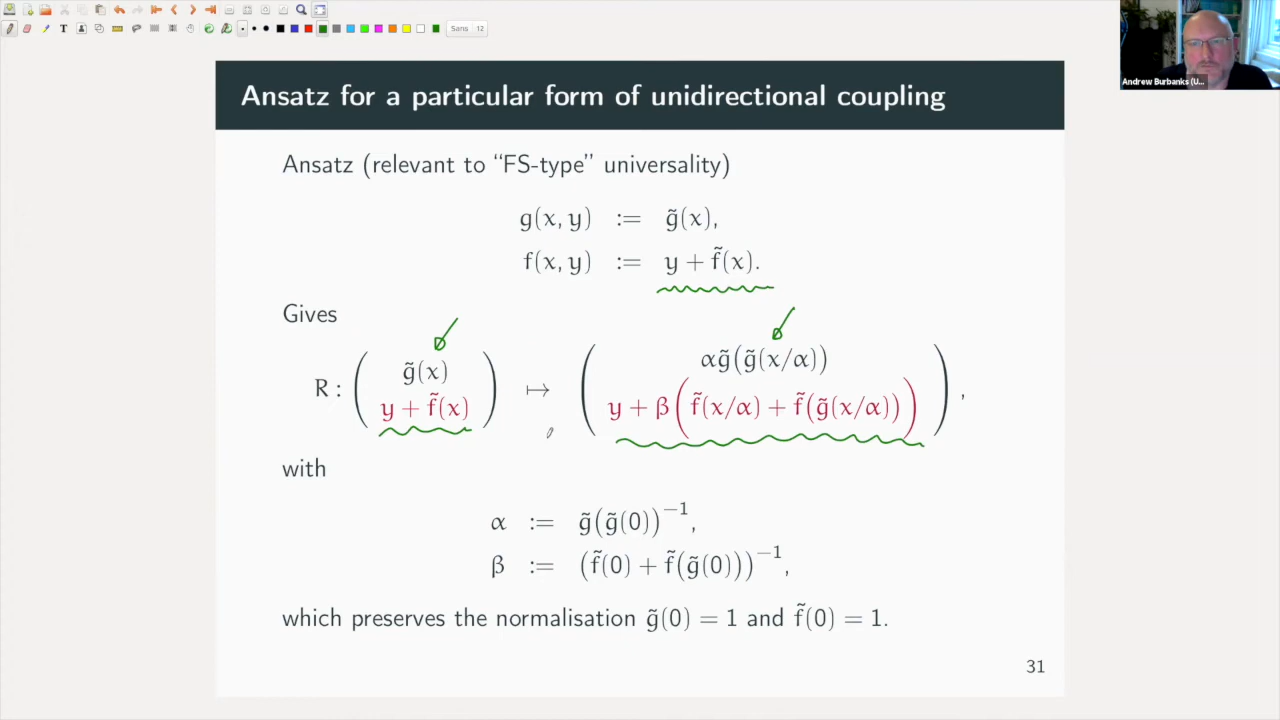 Sans 12
Andrew Burbanks (U...
Ansatz for a particular form of unidirectional coupling
Ansatz (relevant to “FS-type” universality)
g(x, y) := g̃(x),
f(x, y) := y + f̃(x).
Gives
R : ( g̃(x) ) ↦ ( αg̃(g̃(x/α)) )
( y + f̃(x) ) ( y + β(f̃(x/α) + f̃(g̃(x/α))) ) ,
with
α := g̃(g̃(0))⁻¹,
β := (f̃(0) + f̃(g̃(0)))⁻¹,
which preserves the normalisation g̃(0) = 1 and f̃(0) = 1.
31